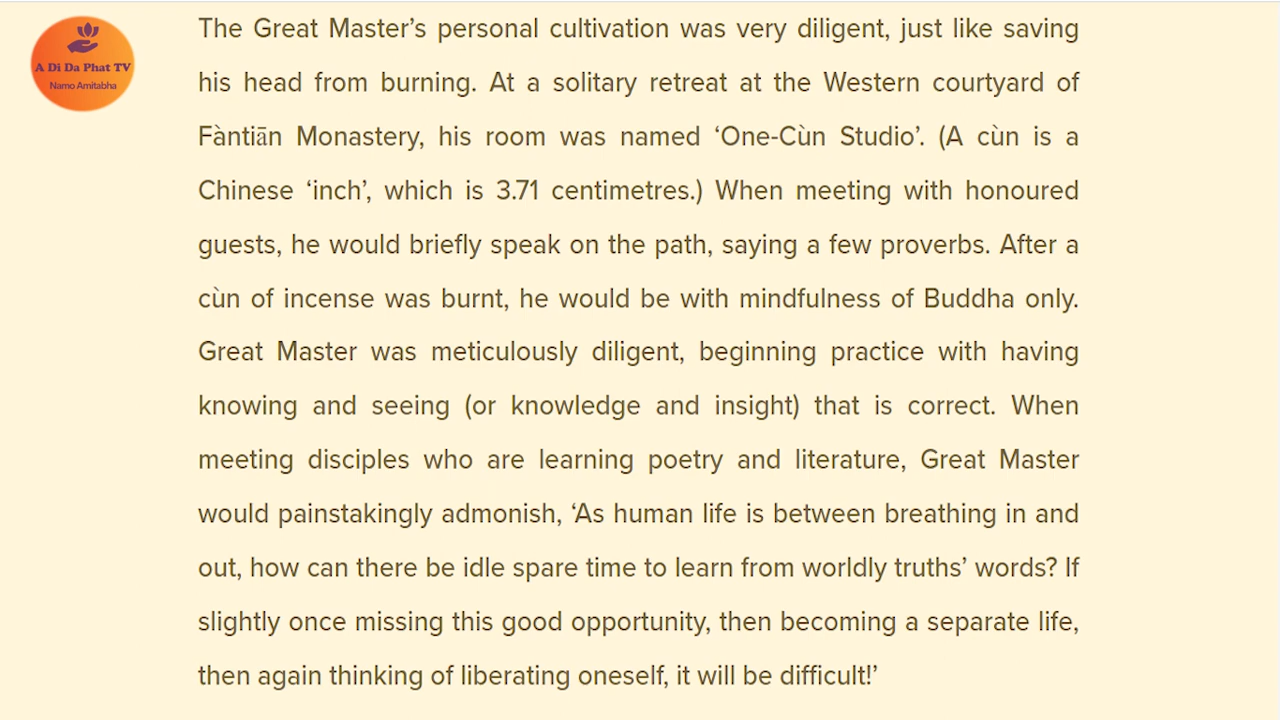 A Di Da Phat TV
Namo Amitabha
The Great Master’s personal cultivation was very diligent, just like saving
his head from burning. At a solitary retreat at the Western courtyard of
Fàntiān Monastery, his room was named ‘One-Cùn Studio’. (A cùn is a
Chinese ‘inch’, which is 3.71 centimetres.) When meeting with honoured
guests, he would briefly speak on the path, saying a few proverbs. After a
cùn of incense was burnt, he would be with mindfulness of Buddha only.
Great Master was meticulously diligent, beginning practice with having
knowing and seeing (or knowledge and insight) that is correct. When
meeting disciples who are learning poetry and literature, Great Master
would painstakingly admonish, ‘As human life is between breathing in and
out, how can there be idle spare time to learn from worldly truths’ words? If
slightly once missing this good opportunity, then becoming a separate life,
then again thinking of liberating oneself, it will be difficult!’